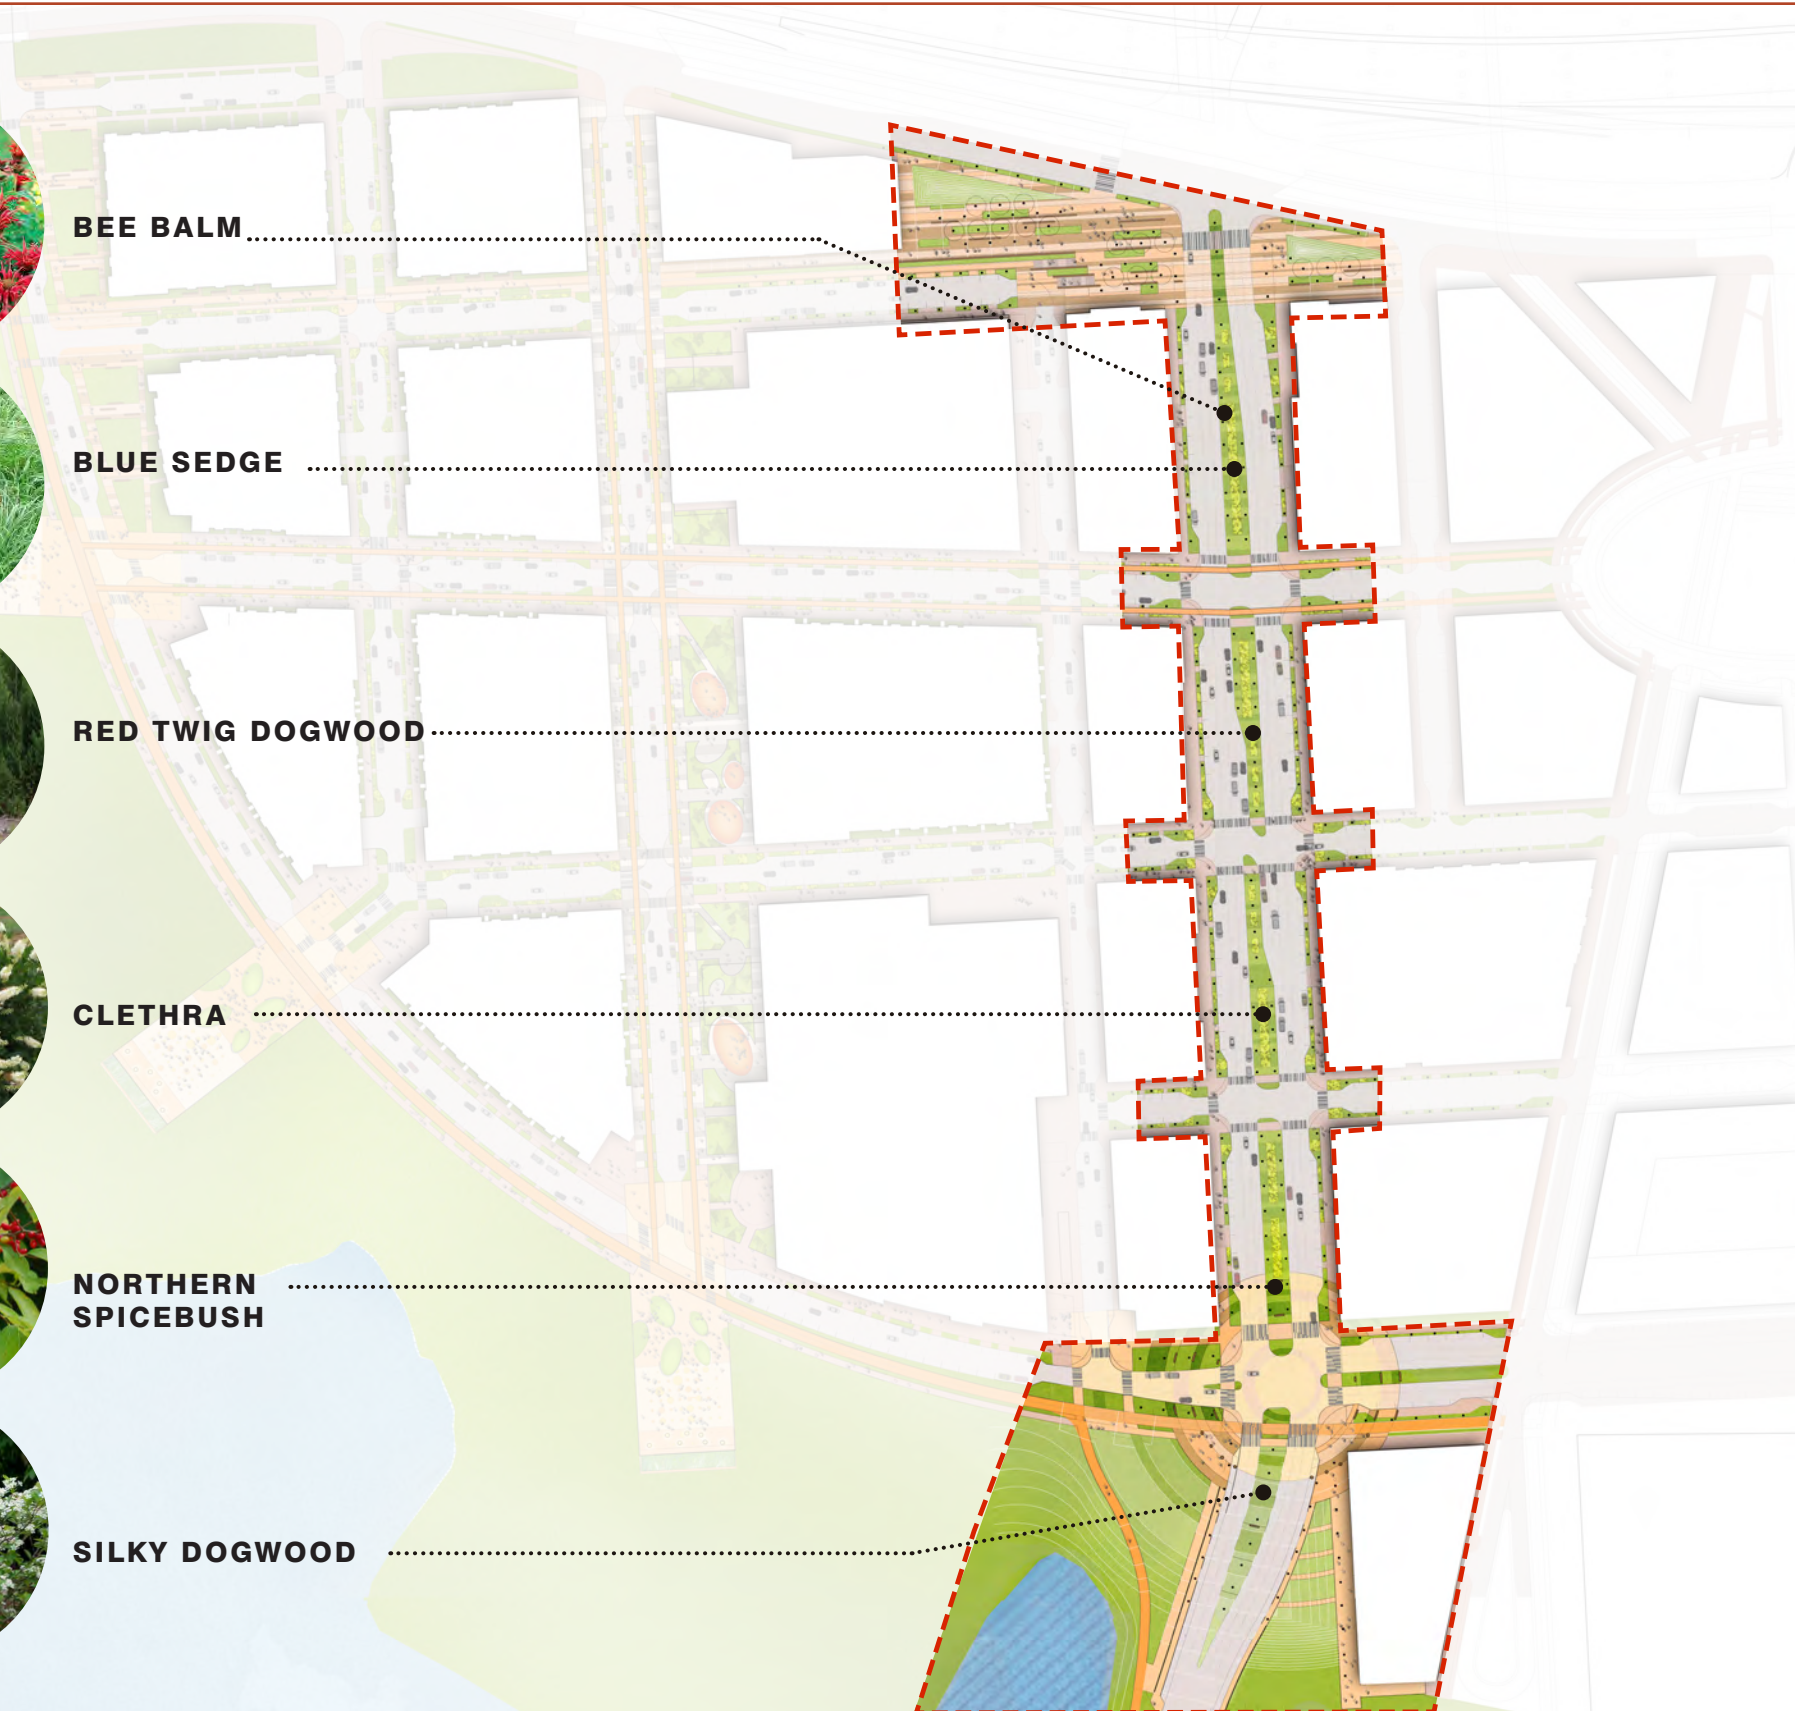 BEE BALM
BLUE SEDGE
RED TWIG DOGWOOD
CLETHRA
NORTHERN
SPICEBUSH
SILKY DOGWOOD